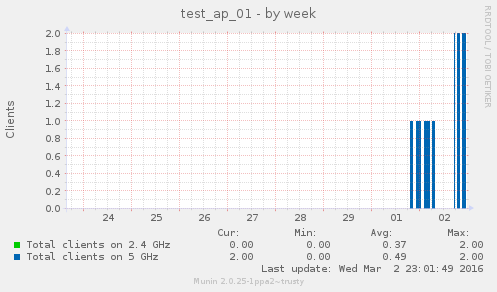 test_ap_01 - by week
RRDTOOL / TOBI OETIKER
Clients
2.0
1.8
1.6
1.4
1.2
1.0
0.8
0.6
0.4
0.2
0.0
24 25 26 27 28 29 01 02
Cur: Min: Avg: Max:
Total clients on 2.4 GHz 0.00 0.00 0.37 2.00
Total clients on 5 GHz 2.00 0.00 0.49 2.00
Last update: Wed Mar 2 23:01:49 2016
Munin 2.0.25-1ppa2~trusty